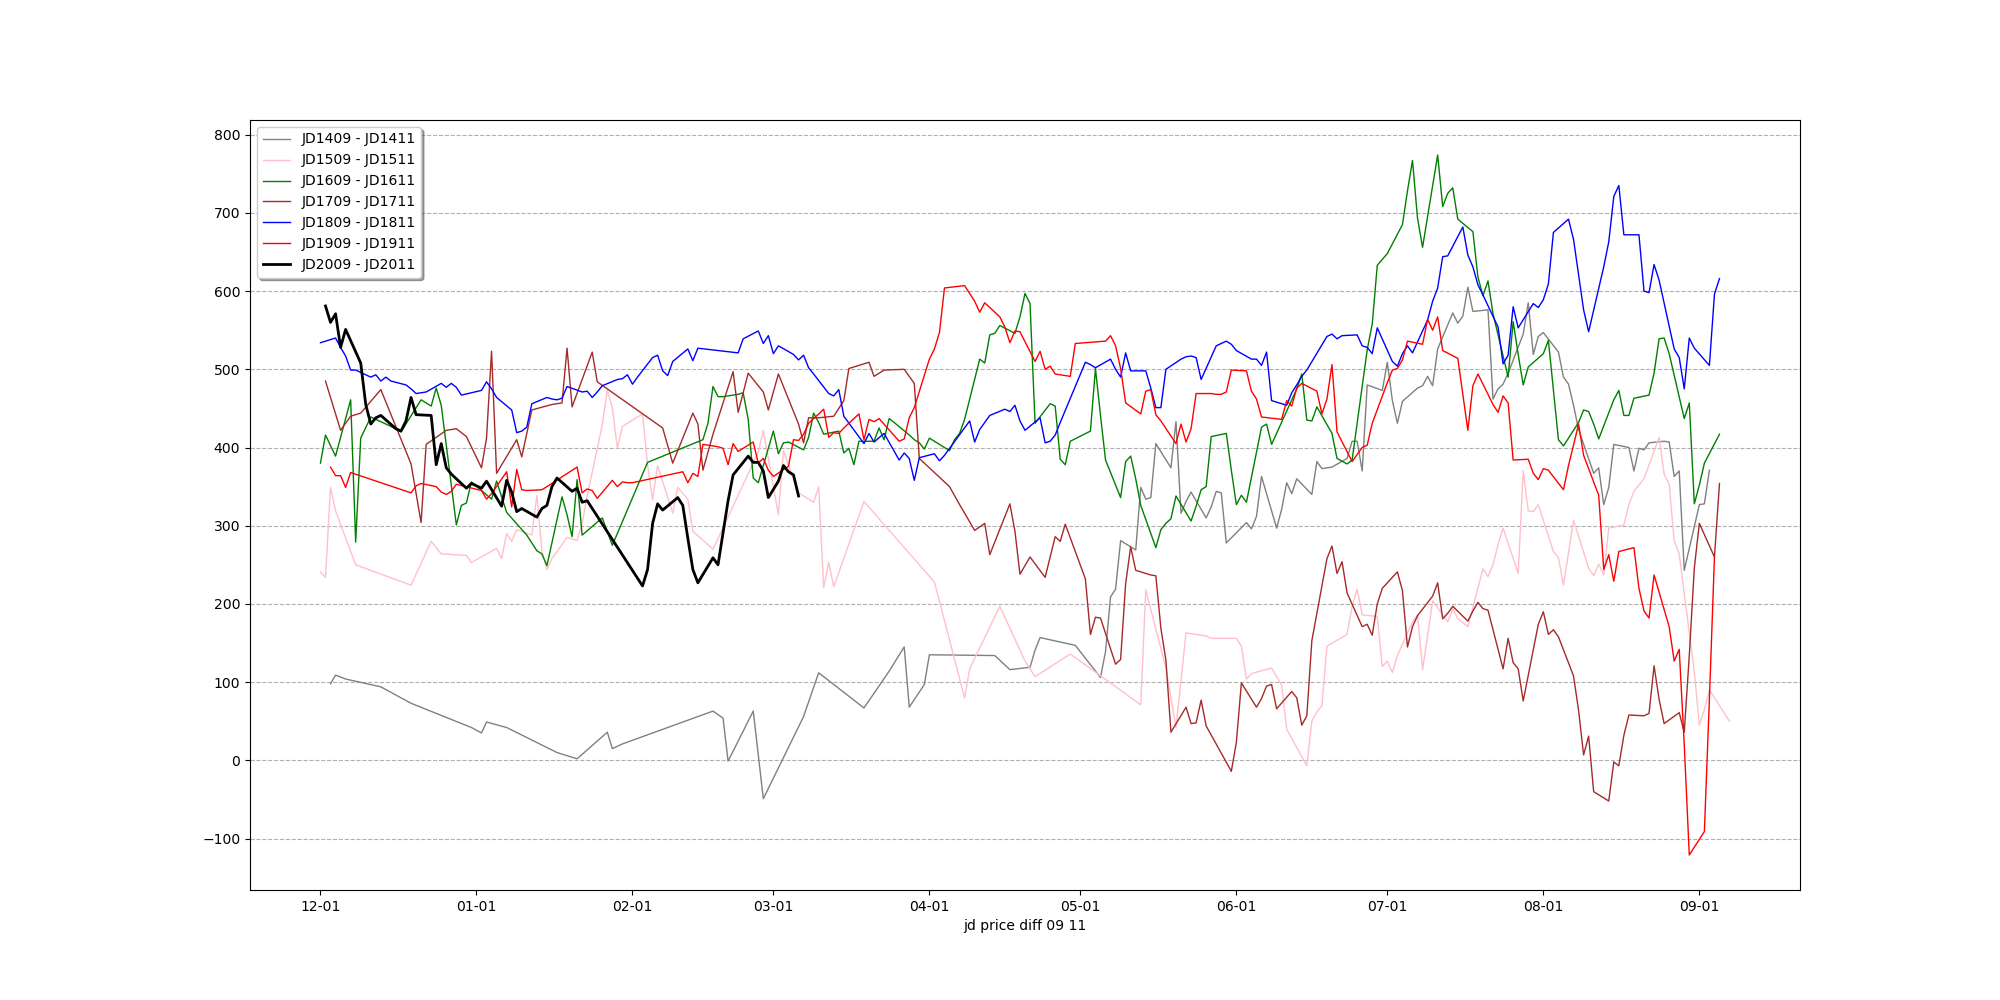 JD1409 - JD1411
JD1509 - JD1511
JD1609 - JD1611
JD1709 - JD1711
JD1809 - JD1811
JD1909 - JD1911
JD2009 - JD2011
800
700
600
500
400
300
200
100
0
−100
12-01 01-01 02-01 03-01 04-01 05-01 06-01 07-01 08-01 09-01
jd price diff 09 11